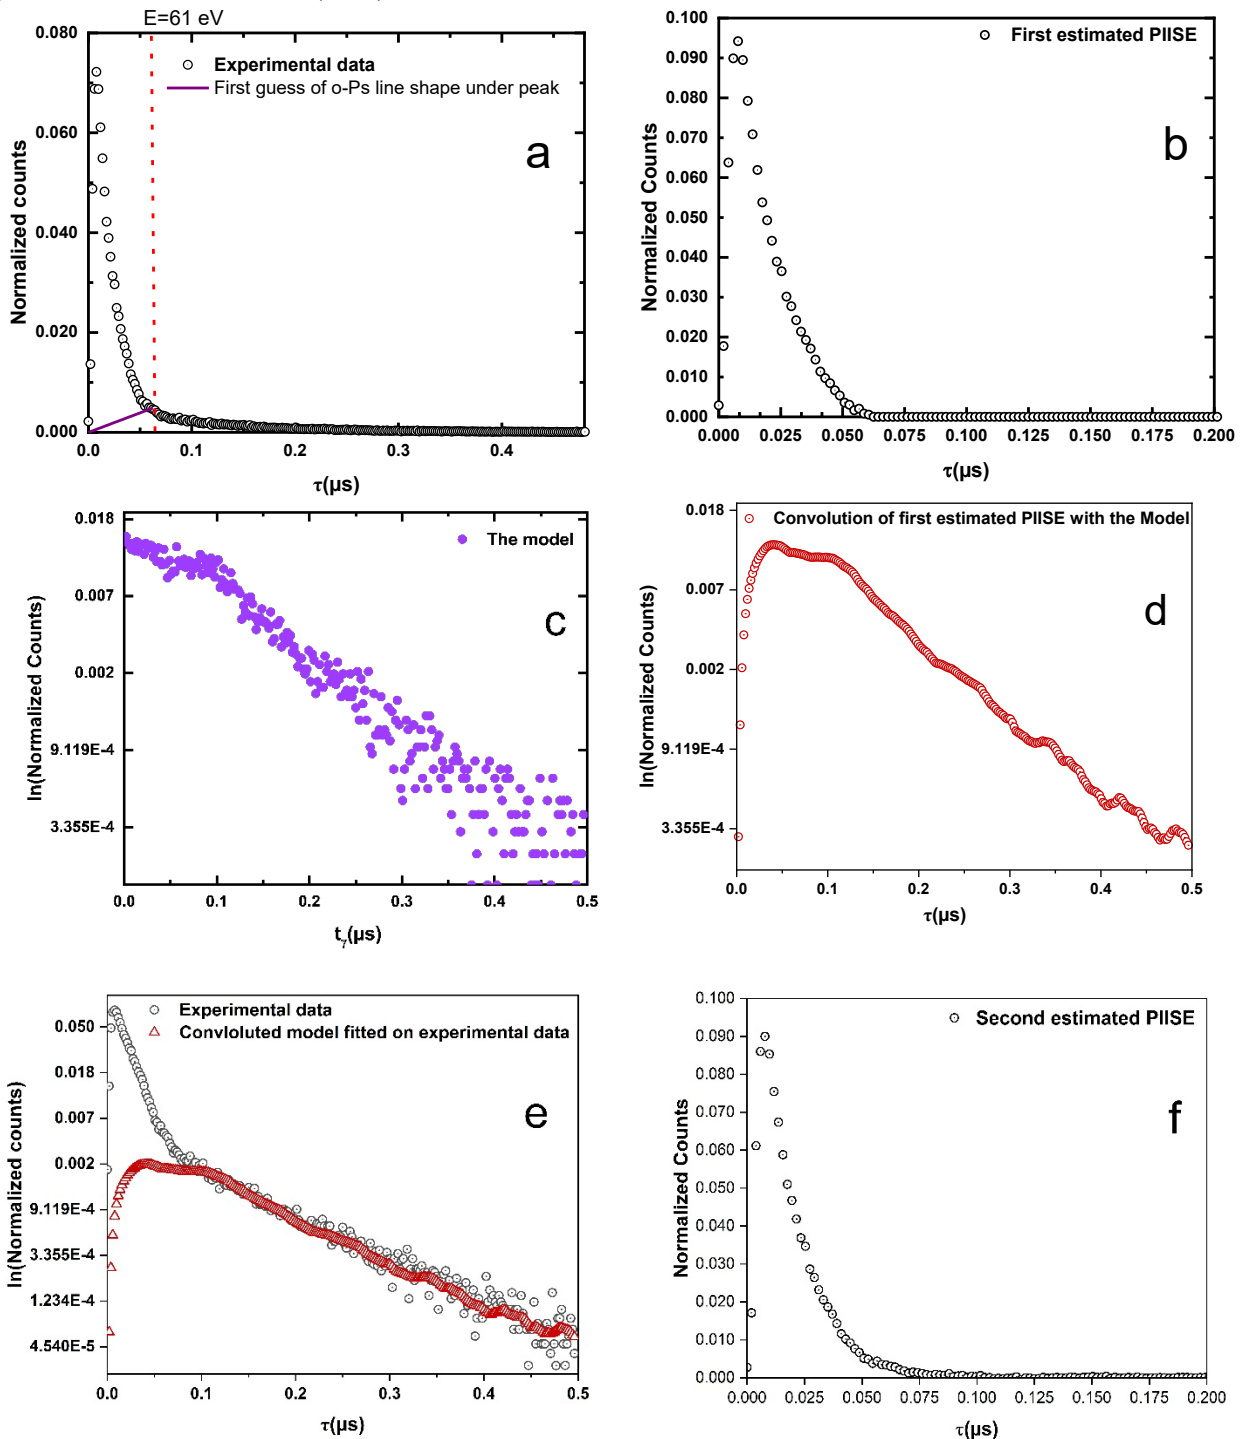 E=61 eV
0.080
0.060
0.040
0.020
0.000
0.0
0.1
0.2
0.3
0.4
Normalized counts
τ(µs)
Experimental data
First guess of o-Ps line shape under peak
a
0.100
0.090
0.080
0.070
0.060
0.050
0.040
0.030
0.020
0.010
0.000
0.000
0.025
0.050
0.075
0.100
0.125
0.150
0.175
0.200
Normalized Counts
τ(µs)
First estimated PIISE
b
0.018
0.007
0.002
9.119E-4
3.355E-4
0.0
0.1
0.2
0.3
0.4
0.5
ln(Normalized Counts)
tγ(µs)
The model
c
0.018
0.007
0.002
9.119E-4
3.355E-4
0.0
0.1
0.2
0.3
0.4
0.5
ln(Normalized Counts)
τ(µs)
Convolution of first estimated PIISE with the Model
d
0.050
0.018
0.007
0.002
9.119E-4
3.355E-4
1.234E-4
4.540E-5
0.0
0.1
0.2
0.3
0.4
0.5
ln(Normalized counts)
τ(µs)
Experimental data
Convloluted model fitted on experimental data
e
0.100
0.090
0.080
0.070
0.060
0.050
0.040
0.030
0.020
0.010
0.000
0.000
0.025
0.050
0.075
0.100
0.125
0.150
0.175
0.200
Normalized Counts
τ(µs)
Second estimated PIISE
f